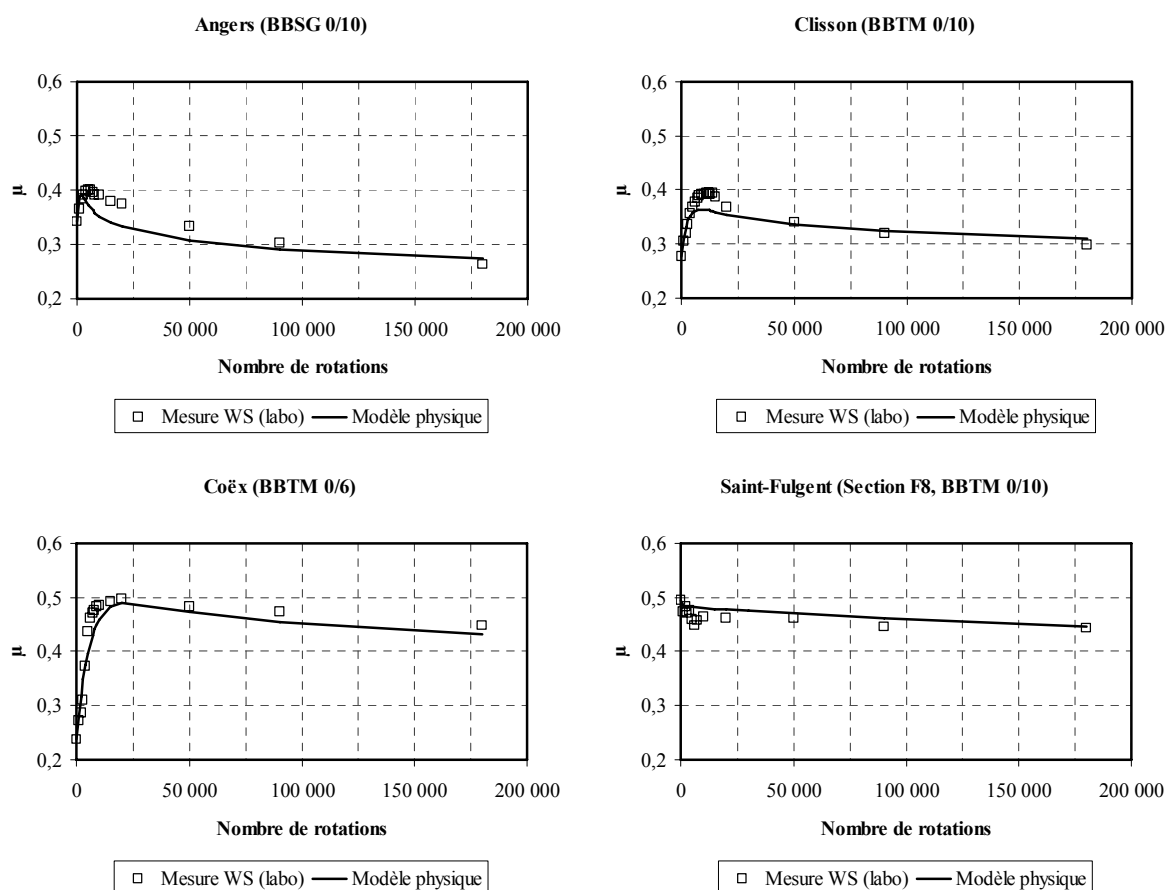 Angers (BBSG 0/10)
0,6
0,5
0,4
0,3
0,2
µ
0 50 000 100 000 150 000 200 000
Nombre de rotations
Mesure WS (labo) Modèle physique
Clisson (BBTM 0/10)
0,6
0,5
0,4
0,3
0,2
µ
0 50 000 100 000 150 000 200 000
Nombre de rotations
Mesure WS (labo) Modèle physique
Coëx (BBTM 0/6)
0,6
0,5
0,4
0,3
0,2
µ
0 50 000 100 000 150 000 200 000
Nombre de rotations
Mesure WS (labo) Modèle physique
Saint-Fulgent (Section F8, BBTM 0/10)
0,6
0,5
0,4
0,3
0,2
µ
0 50 000 100 000 150 000 200 000
Nombre de rotations
Mesure WS (labo) Modèle physique